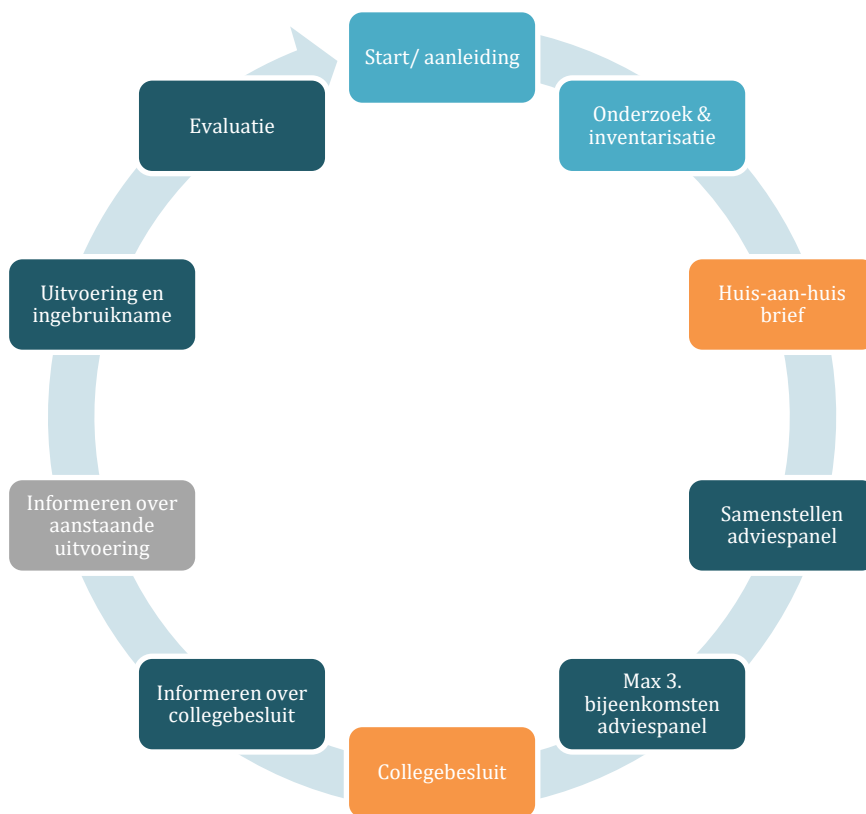 Start/ aanleiding
Onderzoek &
inventarisatie
Huis-aan-huis
brief
Samenstellen
adviespanel
Max 3.
bijeenkomsten
adviespanel
Collegebesluit
Informeren over
collegebesluit
Informeren over
aanstaande
uitvoering
Uitvoering en
ingebruikname
Evaluatie